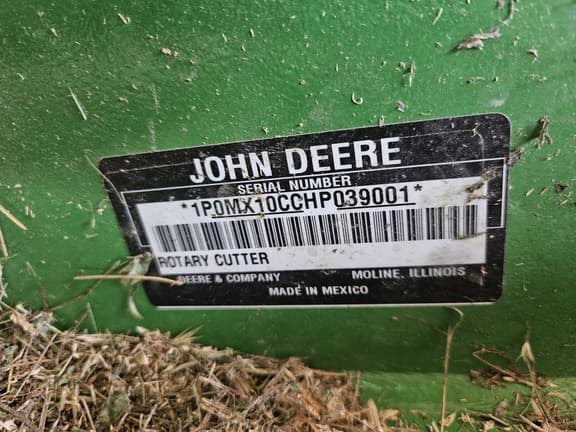 JOHN DEERE
SERIAL NUMBER
*1P0MX10CCHP039001*
ROTARY CUTTER
DEERE & COMPANY MOLINE, ILLINOIS
MADE IN MEXICO